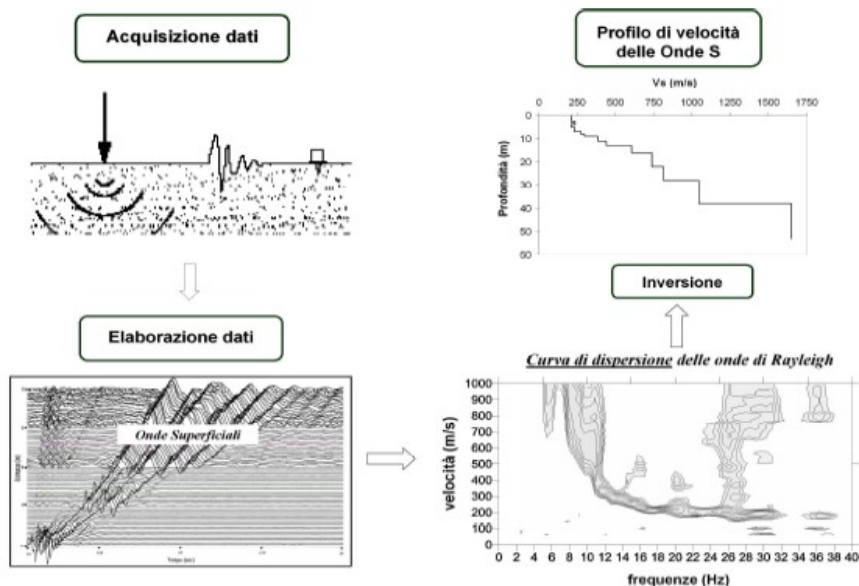 Acquisizione dati
Elaborazione dati
Onde Superficiali
Profilo di velocità
delle Onde S
Vs (m/s)
0 250 500 750 1000 1250 1500 1750
Profondità (m)
0
10
20
30
40
50
60
Inversione
Curva di dispersione delle onde di Rayleigh
velocità (m/s)
1000
900
800
700
600
500
400
300
200
100
0
0 2 4 6 8 10 12 14 16 18 20 22 24 26 28 30 32 34 36 38 40
frequenze (Hz)